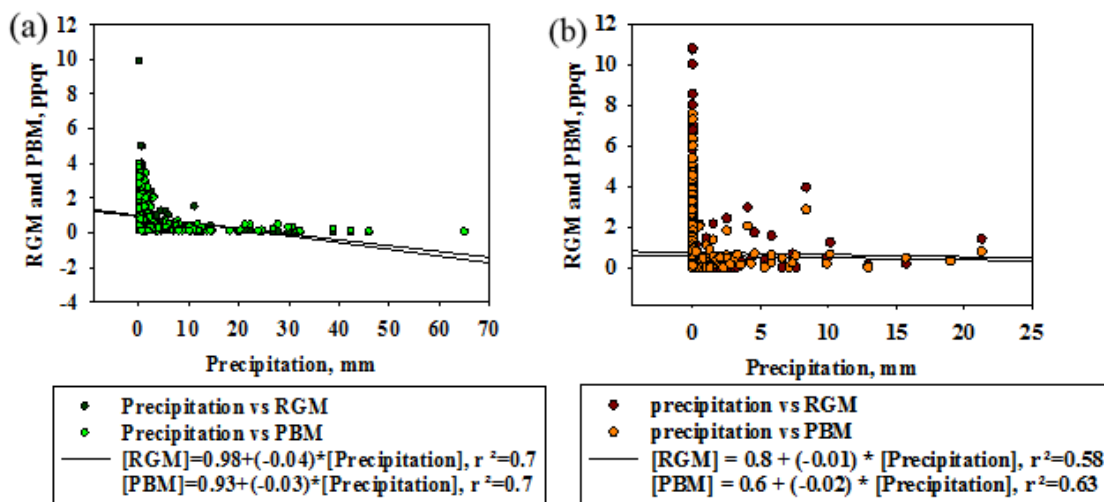 (a)
12
10
8
6
4
2
0
-2
-4
RGM and PBM, ppqv
0 10 20 30 40 50 60 70
Precipitation, mm
Precipitation vs RGM
Precipitation vs PBM
[RGM]=0.98+(-0.04)*[Precipitation], r²=0.7
[PBM]=0.93+(-0.03)*[Precipitation], r²=0.7
(b)
12
10
8
6
4
2
0
RGM and PBM, ppqv
0 5 10 15 20 25
Precipitation, mm
precipitation vs RGM
precipitation vs PBM
[RGM] = 0.8 + (-0.01) * [Precipitation], r²=0.58
[PBM] = 0.6 + (-0.02) * [Precipitation], r²=0.63